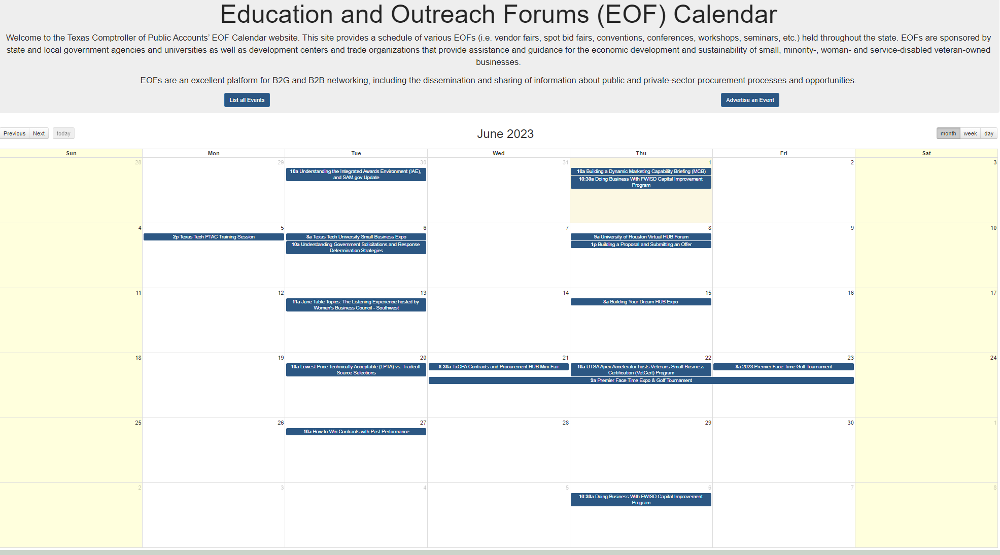 Education and Outreach Forums (EOF) Calendar
Welcome to the Texas Comptroller of Public Accounts’ EOF Calendar website. This site provides a schedule of various EOFs (i.e. vendor fairs, spot bid fairs, conventions, conferences, workshops, seminars, etc.) held throughout the state. EOFs are sponsored by
state and local government agencies and universities as well as development centers and trade organizations that provide assistance and guidance for the economic development and sustainability of small, minority-, woman- and service-disabled veteran-owned
businesses.
EOFs are an excellent platform for B2G and B2B networking, including the dissemination and sharing of information about public and private-sector procurement processes and opportunities.
List all Events
Advertise an Event
Previous Next today
June 2023
month week day
Sun Mon Tue Wed Thu Fri Sat
28 29 30 31 1 2 3
10a Understanding the Integrated Awards Environment (IAE),
and SAM.gov Update
10a Building a Dynamic Marketing Capability Briefing (MCB)
10:30a Doing Business With FWISD Capital Improvement
Program
4 5 6 7 8 9 10
2p Texas Tech PTAC Training Session
8a Texas Tech University Small Business Expo
10a Understanding Government Solicitations and Response
Determination Strategies
9a University of Houston Virtual HUB Forum
1p Building a Proposal and Submitting an Offer
11 12 13 14 15 16 17
11a June Table Topics: The Listening Experience hosted by
Women's Business Council - Southwest
8a Building Your Dream HUB Expo
18 19 20 21 22 23 24
10a Lowest Price Technically Acceptable (LPTA) vs. Tradeoff
Source Selections
8:30a TxCPA Contracts and Procurement HUB Mini-Fair
10a UTSA Apex Accelerator hosts Veterans Small Business
Certification (VetCert) Program
8a 2023 Premier Face Time Golf Tournament
9a Premier Face Time Expo & Golf Tournament
25 26 27 28 29 30 1
10a How to Win Contracts with Past Performance
2 3 4 5 6 7 8
10:30a Doing Business With FWISD Capital Improvement
Program